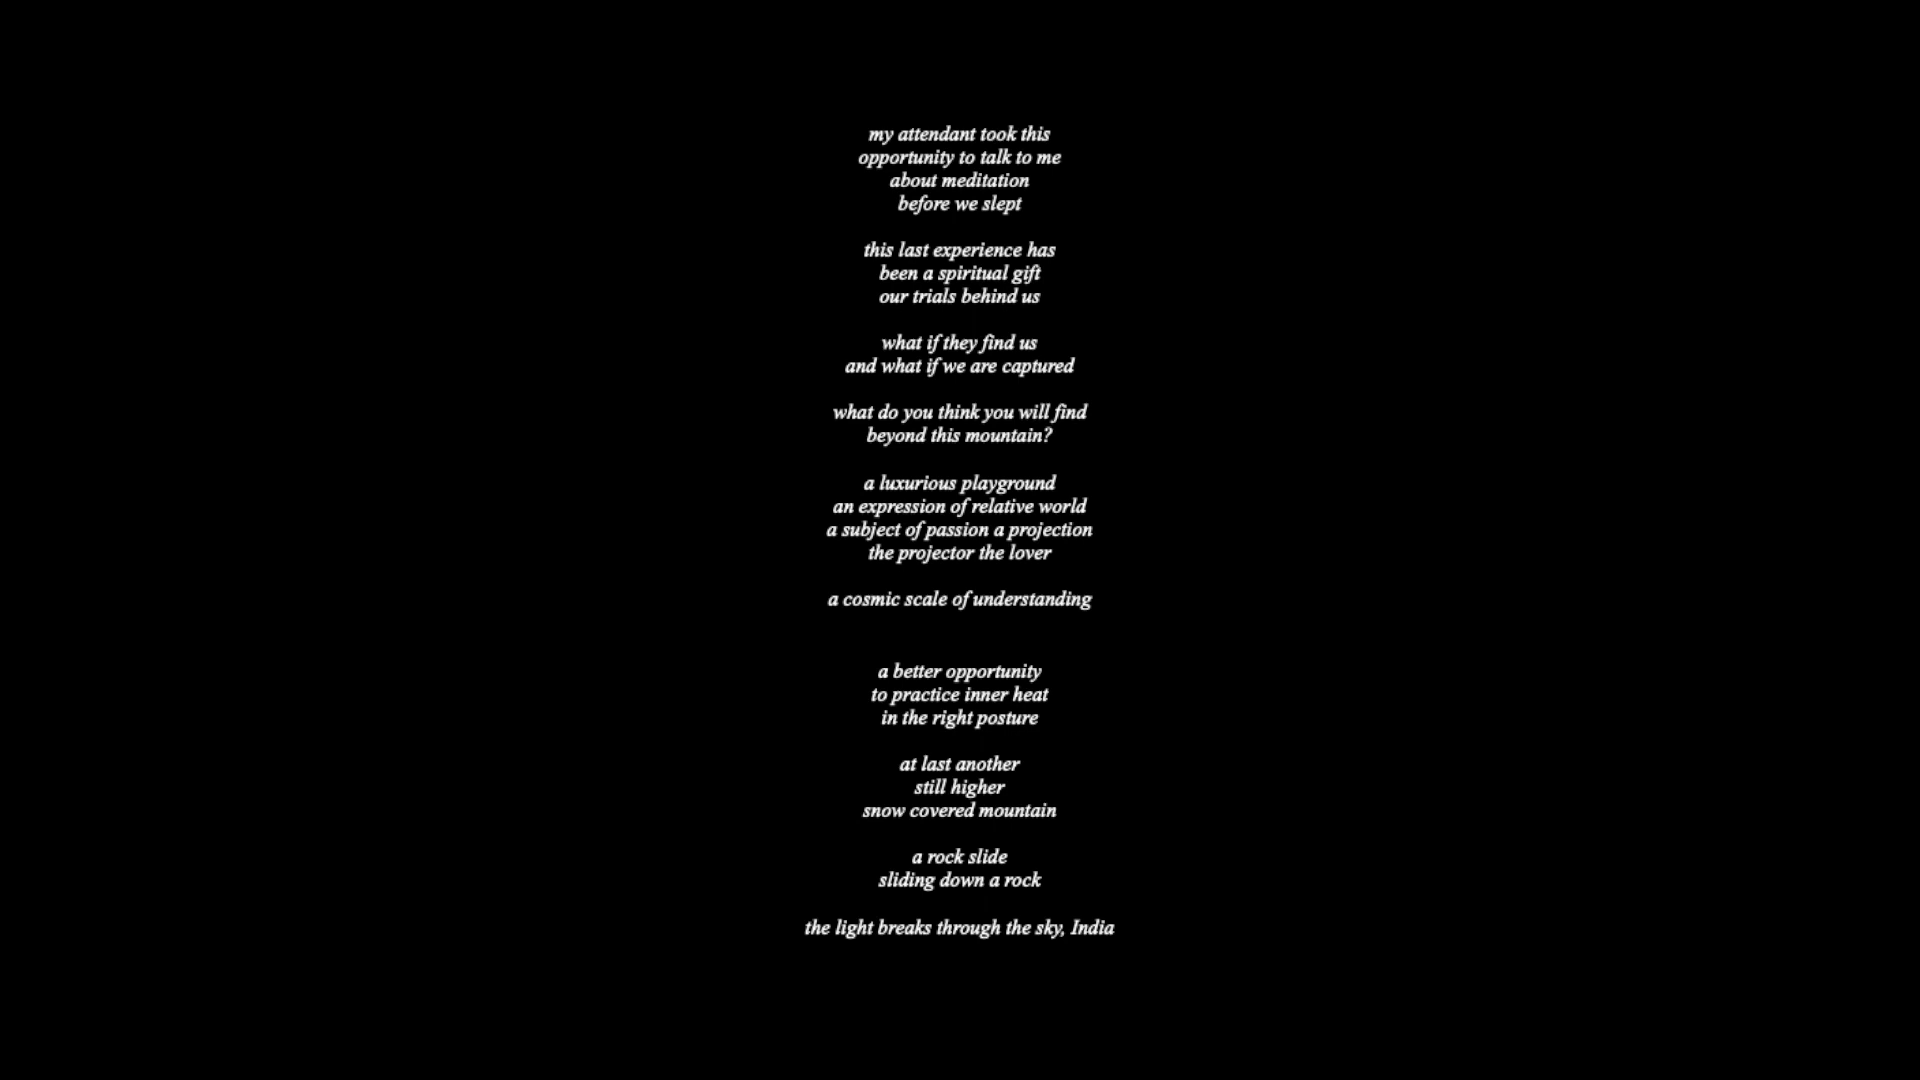 my attendant took this
opportunity to talk to me
about meditation
before we slept
this last experience has
been a spiritual gift
our trials behind us
what if they find us
and what if we are captured
what do you think you will find
beyond this mountain?
a luxurious playground
an expression of relative world
a subject of passion a projection
the projector the lover
a cosmic scale of understanding
a better opportunity
to practice inner heat
in the right posture
at last another
still higher
snow covered mountain
a rock slide
sliding down a rock
the light breaks through the sky, India